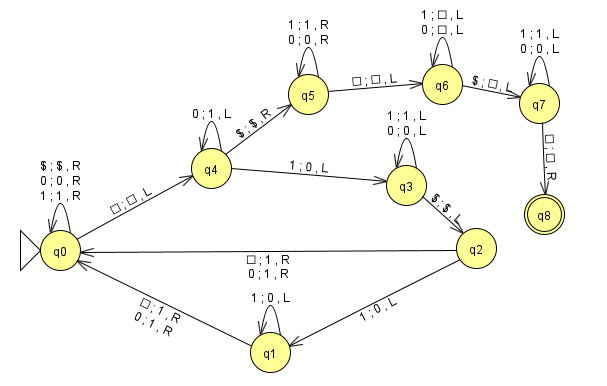 1 ; 1 , R
0 ; 0 , R
q5
□ ; □ , L
1 ; □ , L
0 ; □ , L
q6
$ ; □ , L
1 ; 1 , L
0 ; 0 , L
q7
□ ; □ , R
q8
0 ; 1 , L
q4
$ ; $ , R
1 ; 0 , L
1 ; 1 , L
0 ; 0 , L
q3
$ ; $ , L
$ ; $ , R
0 ; 0 , R
1 ; 1 , R
q0
□ ; □ , L
q2
□ ; 1 , R
0 ; 1 , R
1 ; 0 , L
□ ; 1 , R
0 ; 1 , R
1 ; 0 , L
q1